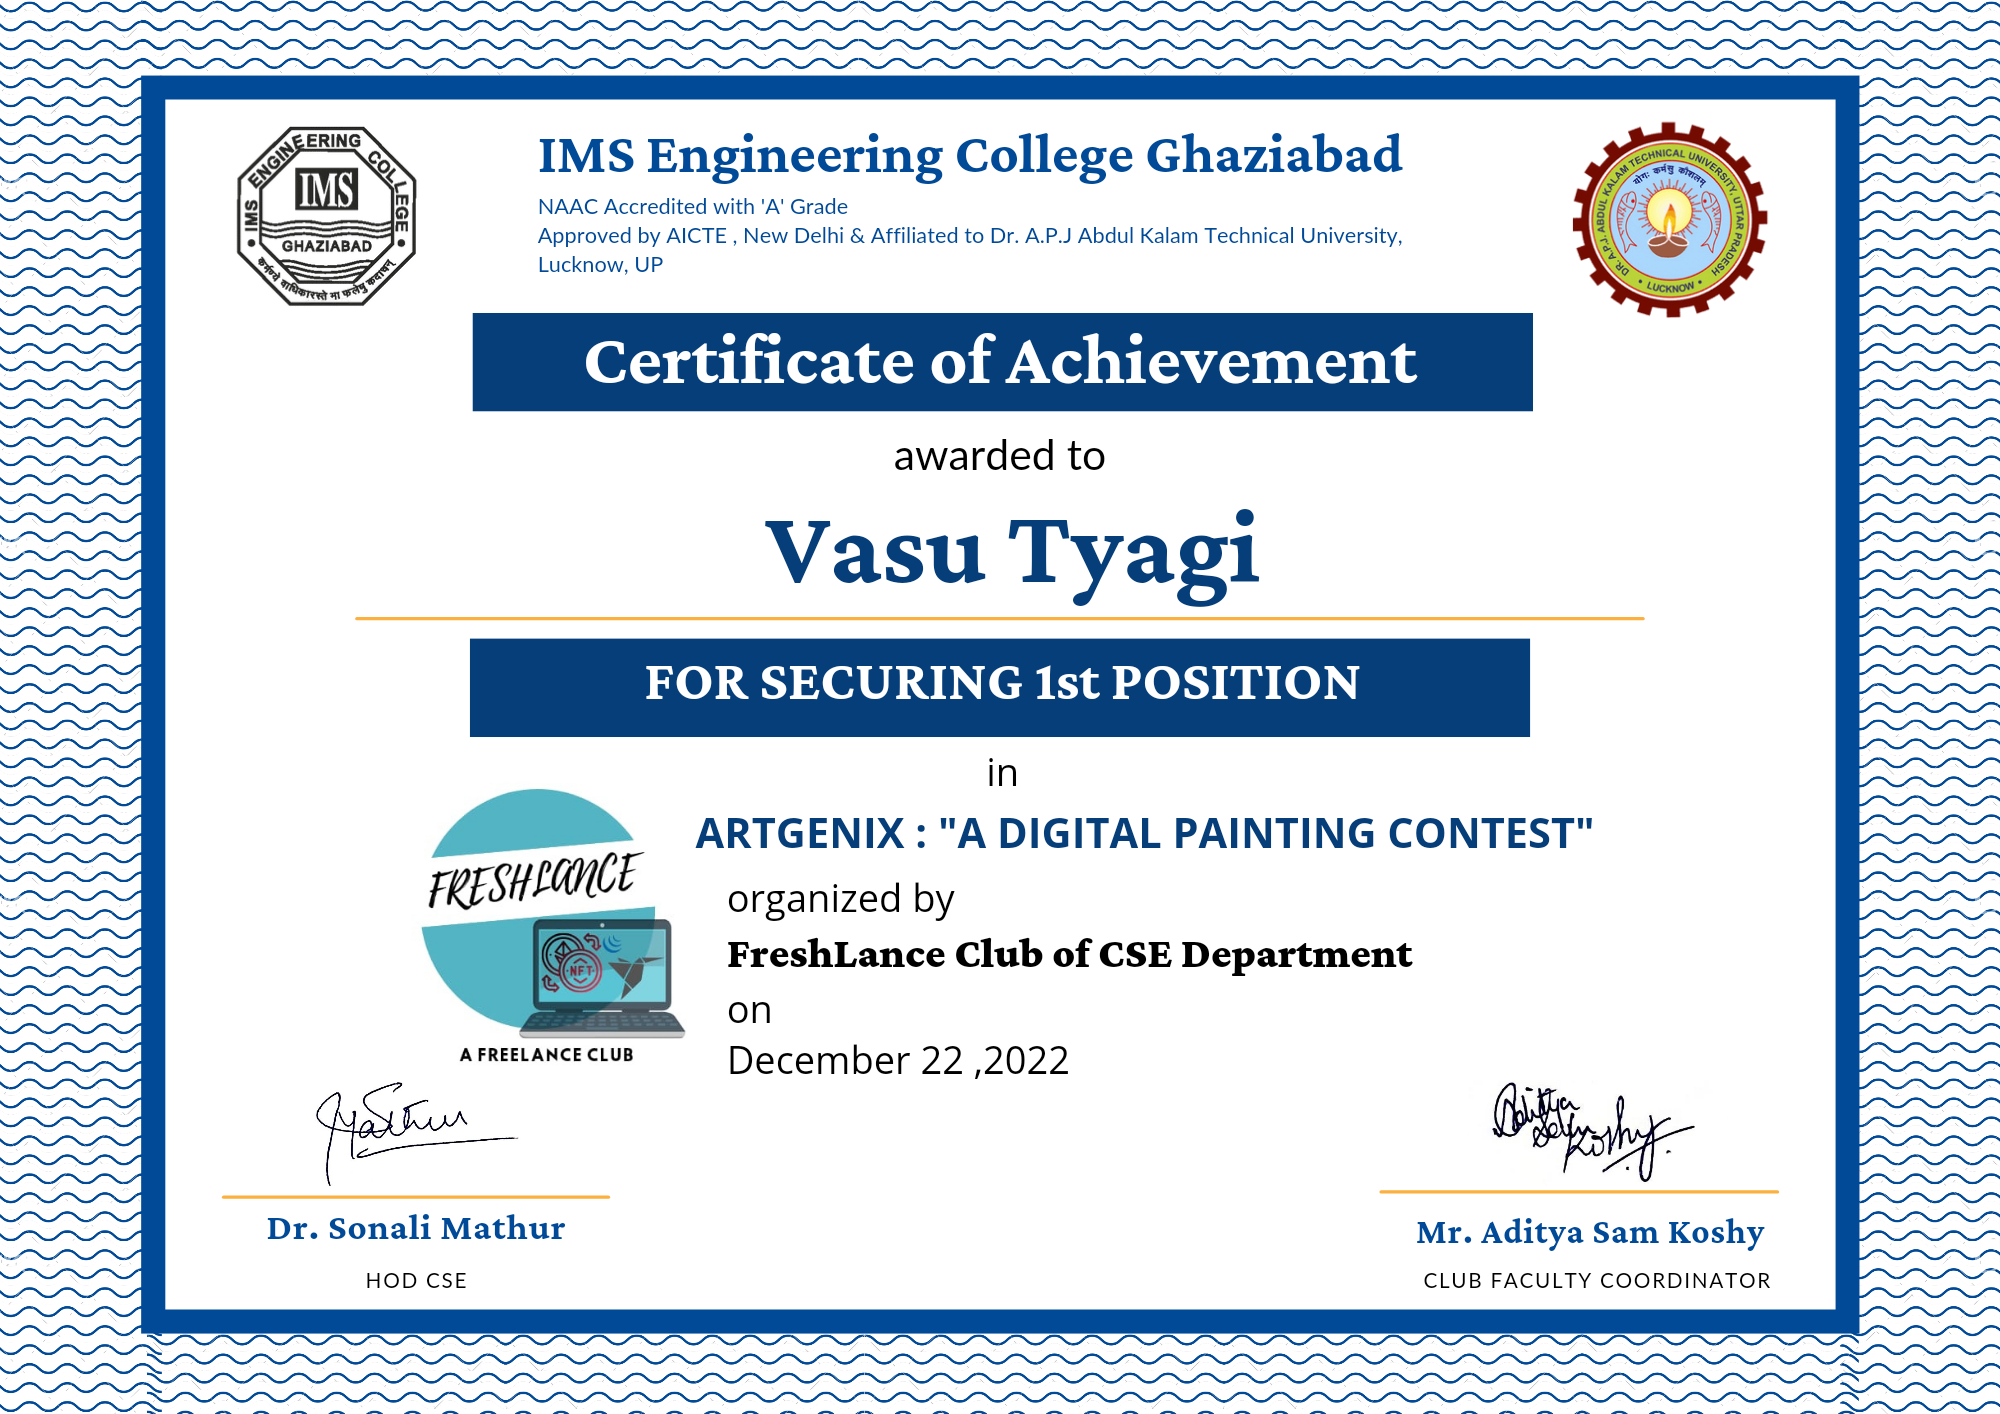 IMS ENGINEERING COLLEGE
IMS
GHAZIABAD
कर्मण्ये वाधिकारस्ते मा फलेषु कदाचन्
IMS Engineering College Ghaziabad
NAAC Accredited with 'A' Grade
Approved by AICTE , New Delhi & Affiliated to Dr. A.P.J Abdul Kalam Technical University,
Lucknow, UP
DR. A.P.J. ABDUL KALAM TECHNICAL UNIVERSITY, UTTAR PRADESH
योगः कर्मसु कौशलम्
• LUCKNOW •
Certificate of Achievement
awarded to
Vasu Tyagi
FOR SECURING 1st POSITION
in
ARTGENIX : "A DIGITAL PAINTING CONTEST"
organized by
FreshLance Club of CSE Department
on
December 22 ,2022
FRESHLANCE
NFT
A FREELANCE CLUB
Mathur
Dr. Sonali Mathur
HOD CSE
Aditya
Sam
Koshy
Mr. Aditya Sam Koshy
CLUB FACULTY COORDINATOR